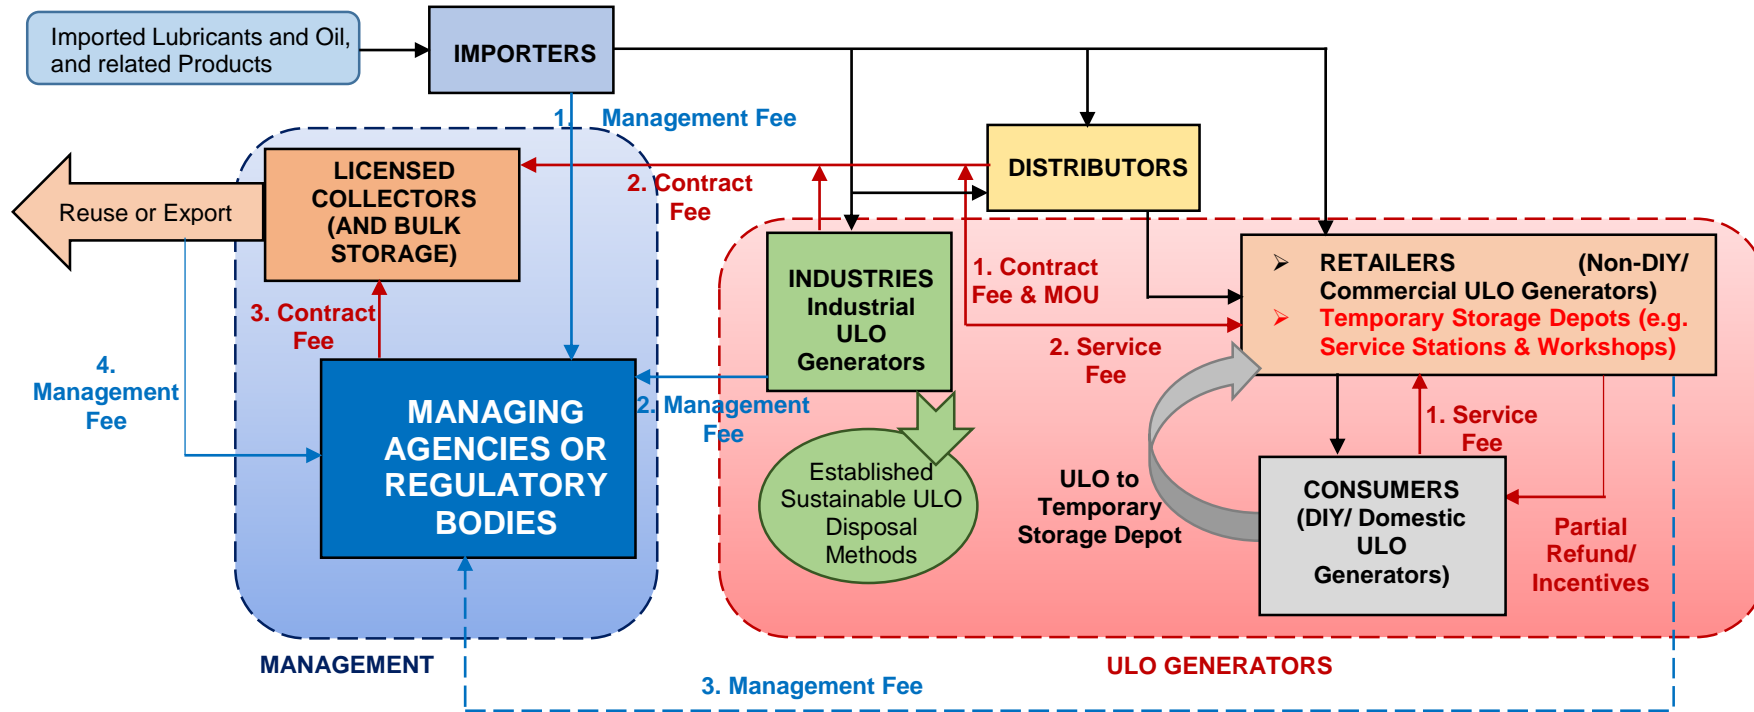 Imported Lubricants and Oil,
and related Products
IMPORTERS
1. Management Fee
LICENSED
COLLECTORS
(AND BULK
STORAGE)
DISTRIBUTORS
2. Contract
Fee
Reuse or Export
INDUSTRIES
Industrial
ULO
Generators
1. Contract
Fee & MOU
➢ RETAILERS (Non-DIY/
Commercial ULO Generators)
➢ Temporary Storage Depots (e.g.
Service Stations & Workshops)
3. Contract
Fee
2. Service
Fee
4.
Management
Fee
MANAGING
AGENCIES OR
REGULATORY
BODIES
2. Management
Fee
1. Service
Fee
Established
Sustainable ULO
Disposal
Methods
ULO to
Temporary
Storage Depot
CONSUMERS
(DIY/ Domestic
ULO
Generators)
Partial
Refund/
Incentives
MANAGEMENT
ULO GENERATORS
3. Management Fee